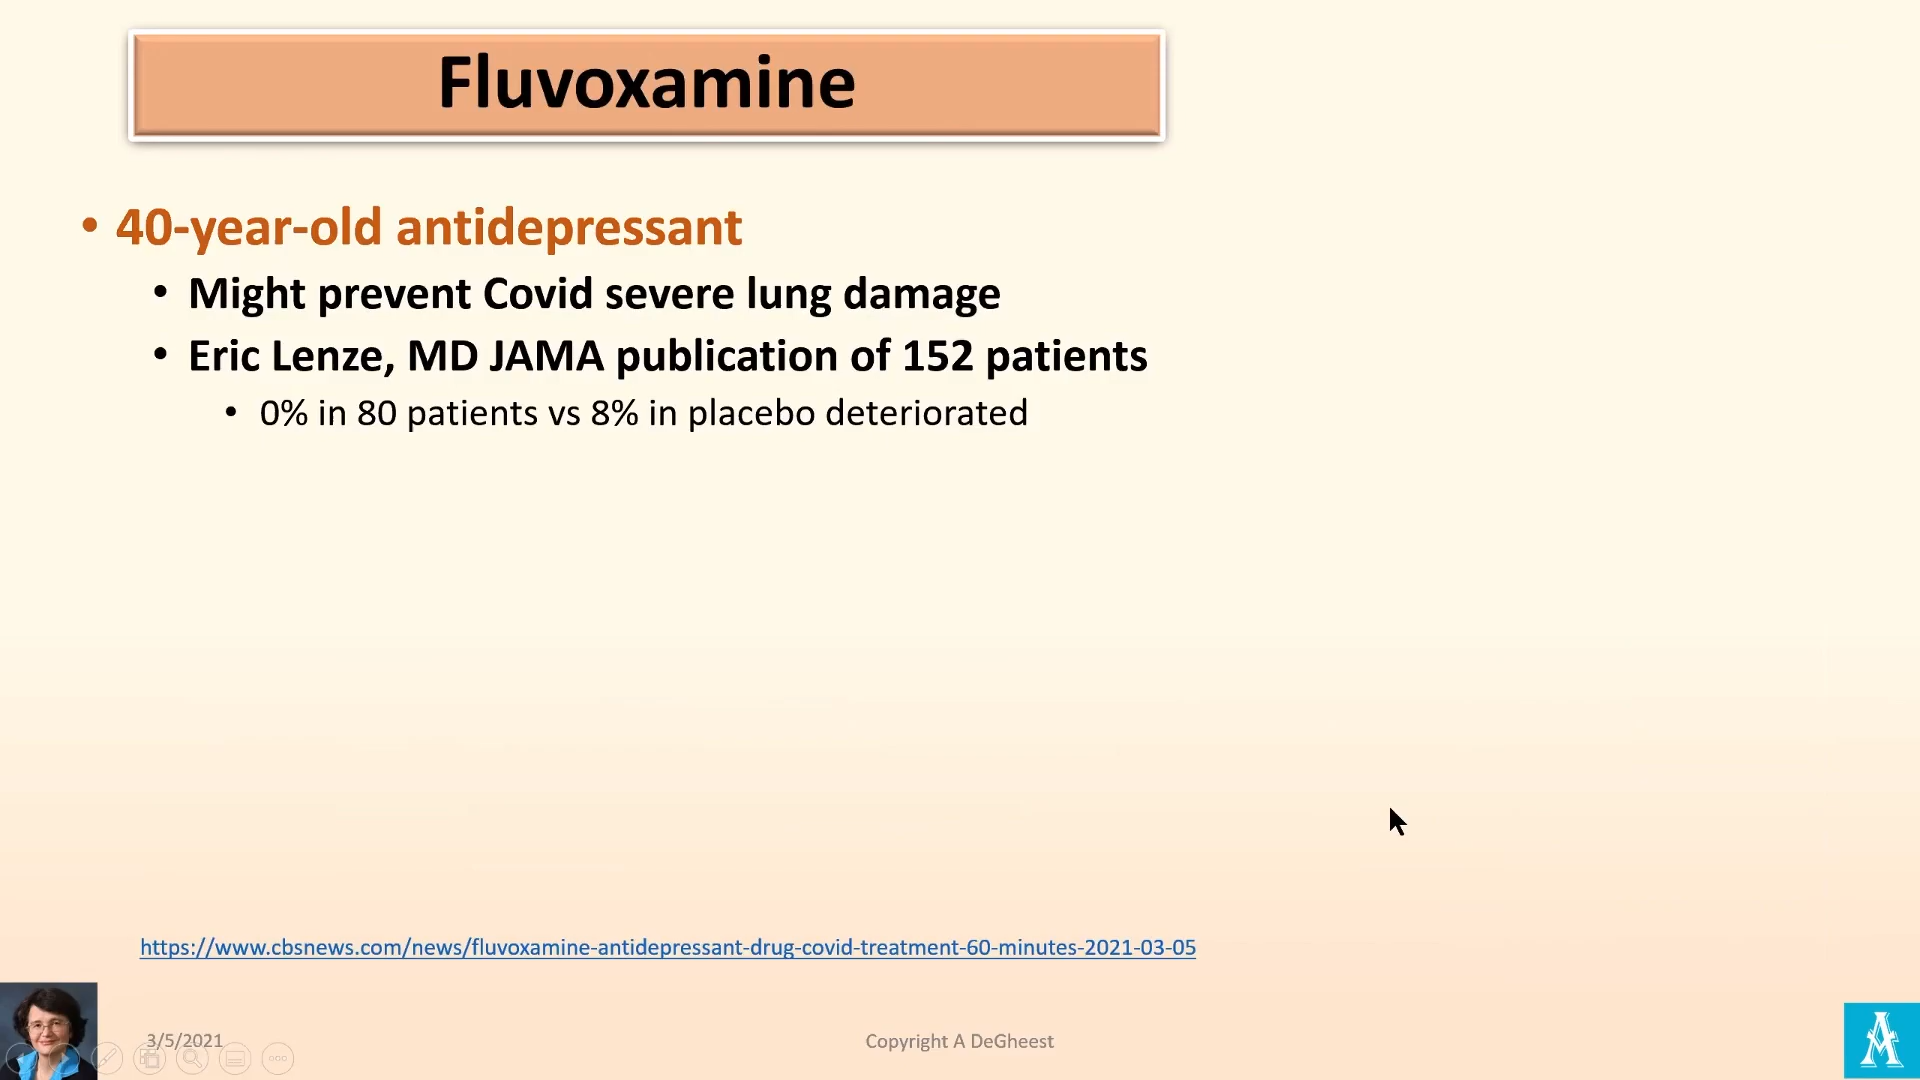 Fluvoxamine
• 40-year-old antidepressant
• Might prevent Covid severe lung damage
• Eric Lenze, MD JAMA publication of 152 patients
• 0% in 80 patients vs 8% in placebo deteriorated
https://www.cbsnews.com/news/fluvoxamine-antidepressant-drug-covid-treatment-60-minutes-2021-03-05
3/5/2021
Copyright A DeGheest
A